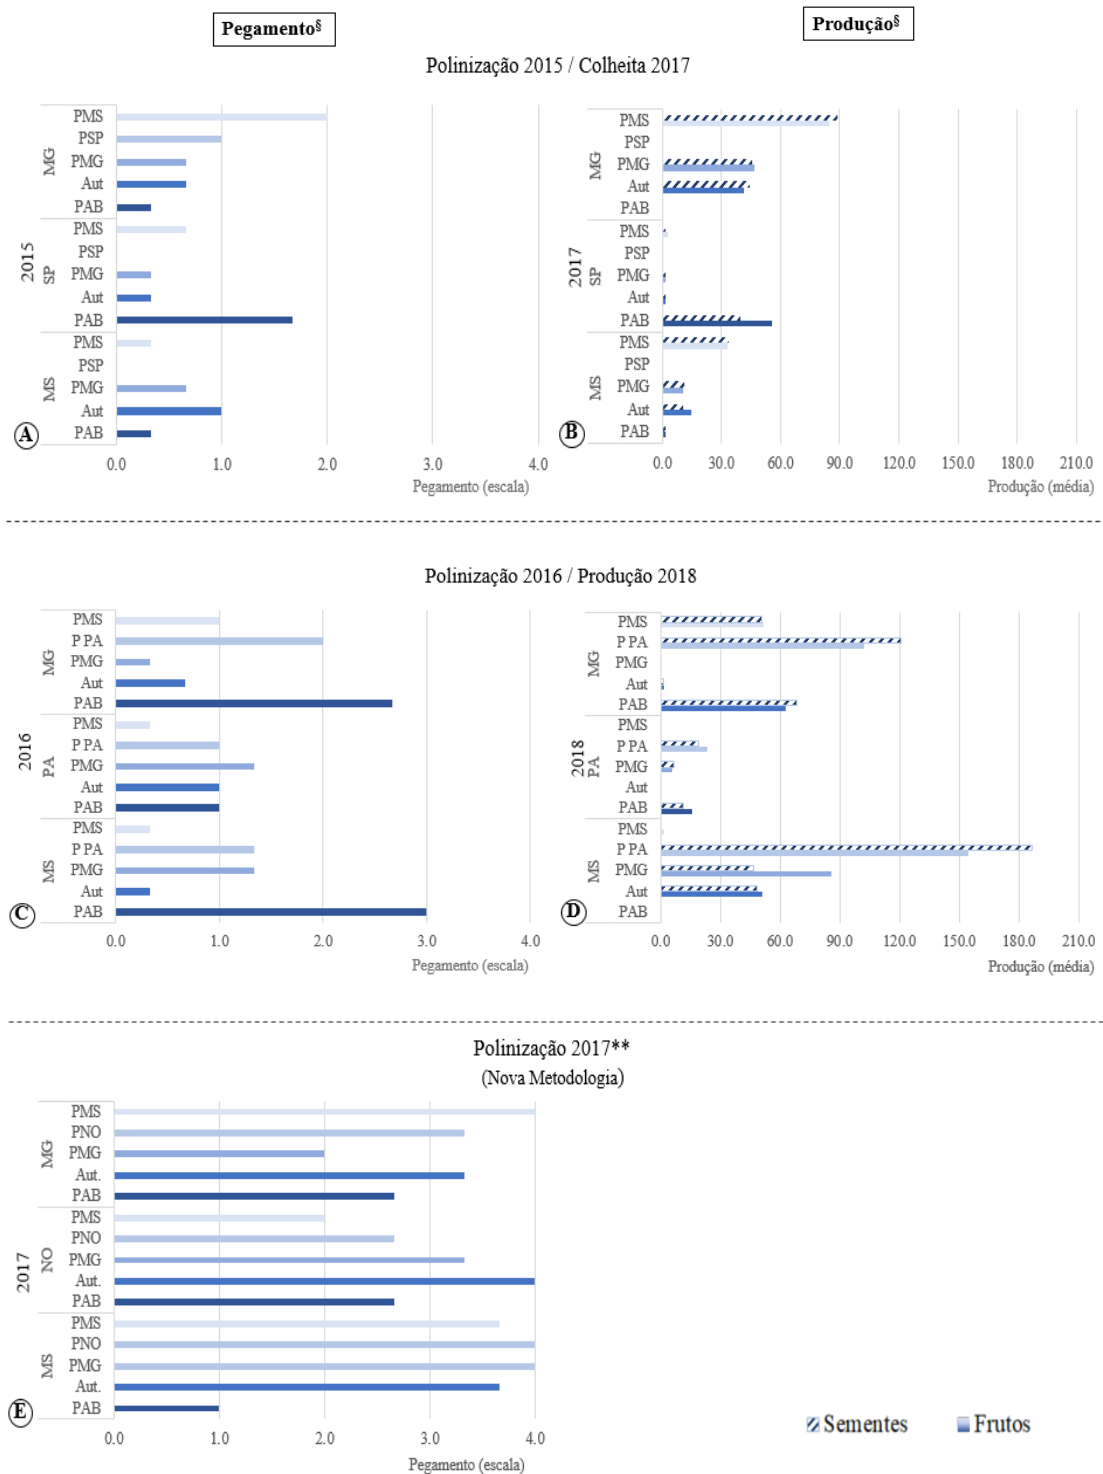 Pegamento§
Produção§
Polinização 2015 / Colheita 2017
2015
MG
PMS
PSP
PMG
Aut
PAB
SP
PMS
PSP
PMG
Aut
PAB
MS
PMS
PSP
PMG
Aut
PAB
A
0.0 1.0 2.0 3.0 4.0
Pegamento (escala)
2017
MG
PMS
PSP
PMG
Aut
PAB
SP
PMS
PSP
PMG
Aut
PAB
MS
PMS
PSP
PMG
Aut
PAB
B
0.0 30.0 60.0 90.0 120.0 150.0 180.0 210.0
Produção (média)
Polinização 2016 / Produção 2018
2016
MG
PMS
P PA
PMG
Aut
PAB
PA
PMS
P PA
PMG
Aut
PAB
MS
PMS
P PA
PMG
Aut
PAB
C
0.0 1.0 2.0 3.0 4.0
Pegamento (escala)
2018
MG
PMS
P PA
PMG
Aut
PAB
PA
PMS
P PA
PMG
Aut
PAB
MS
PMS
P PA
PMG
Aut
PAB
D
0.0 30.0 60.0 90.0 120.0 150.0 180.0 210.0
Produção (média)
Polinização 2017**
(Nova Metodologia)
2017
MG
PMS
PNO
PMG
Aut.
PAB
NO
PMS
PNO
PMG
Aut.
PAB
MS
PMS
PNO
PMG
Aut.
PAB
E
0.0 1.0 2.0 3.0 4.0
Pegamento (escala)
Sementes Frutos